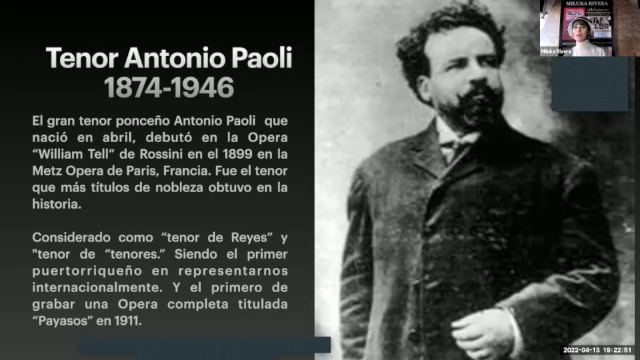 Tenor Antonio Paoli
1874-1946
El gran tenor ponceño Antonio Paoli que
nació en abril, debutó en la Opera
“William Tell” de Rossini en el 1899 en la
Metz Opera de Paris, Francia. Fue el tenor
que más títulos de nobleza obtuvo en la
historia.
Considerado como “tenor de Reyes” y
"tenor de “tenores.” Siendo el primer
puertorriqueño en representarnos
internacionalmente. Y el primero de
grabar una Opera completa titulada
“Payasos” en 1911.
MILUKA RIVERA
Miluka Rivera
2022-04-13 19:22:51